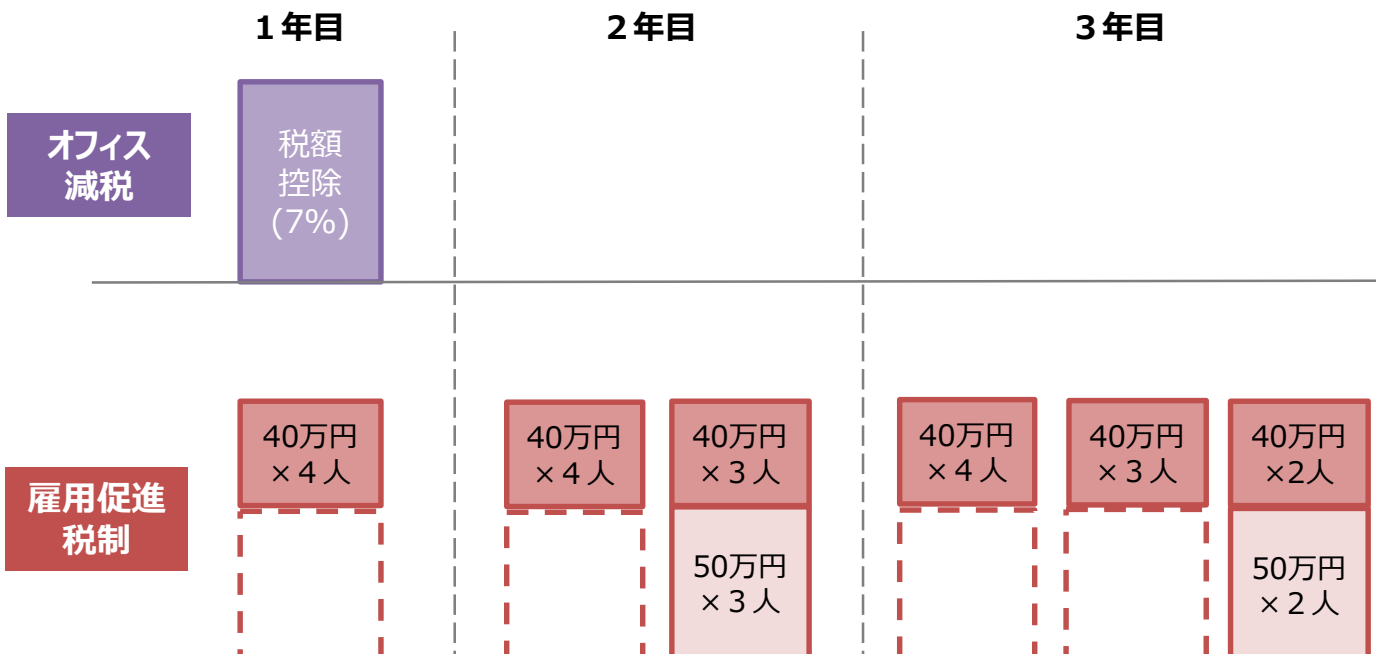 １年目
２年目
３年目
オフィス
減税
税額
控除
(7%)
雇用促進
税制
40万円
×４人
40万円
×４人
40万円
×３人
50万円
×３人
40万円
×４人
40万円
×３人
40万円
×2人
50万円
×２人